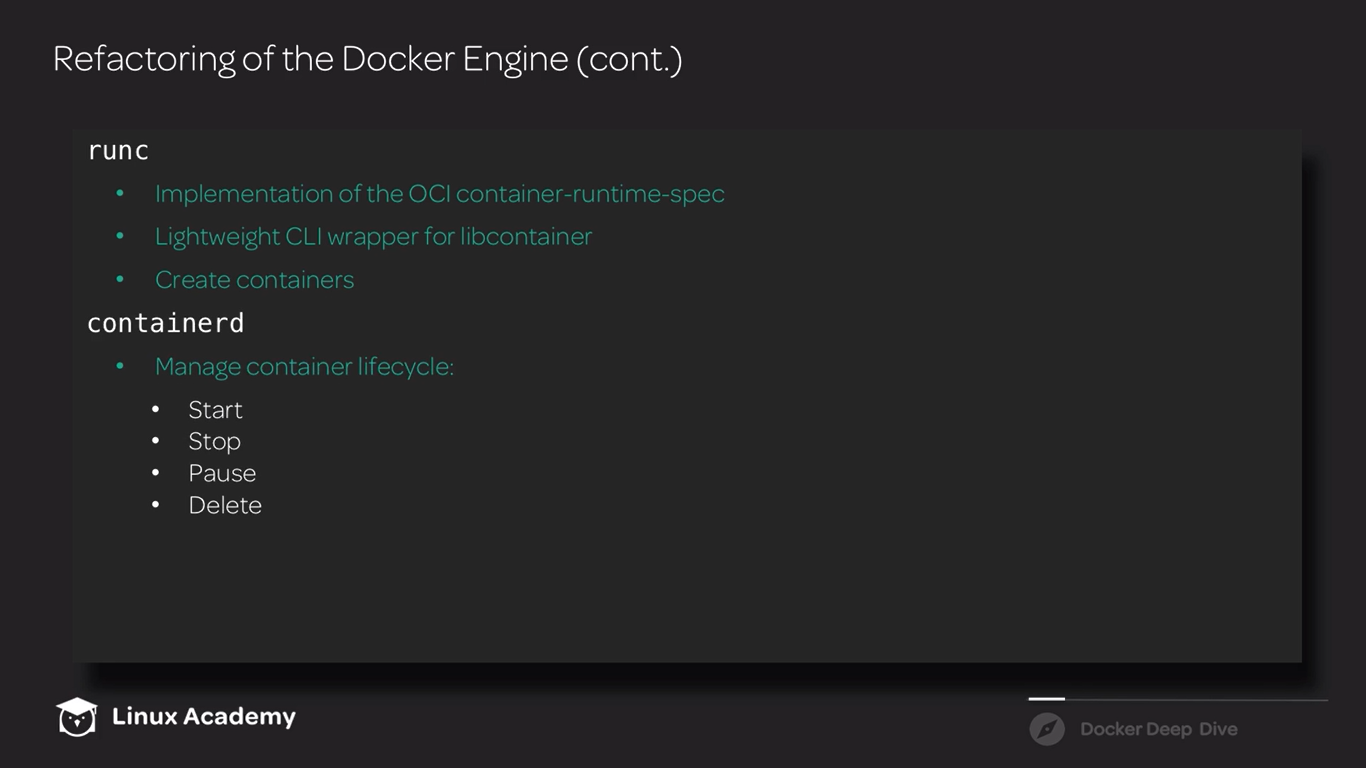 Refactoring of the Docker Engine (cont.)
runc
• Implementation of the OCI container-runtime-spec
• Lightweight CLI wrapper for libcontainer
• Create containers
containerd
• Manage container lifecycle:
• Start
• Stop
• Pause
• Delete
Linux Academy
Docker Deep Dive